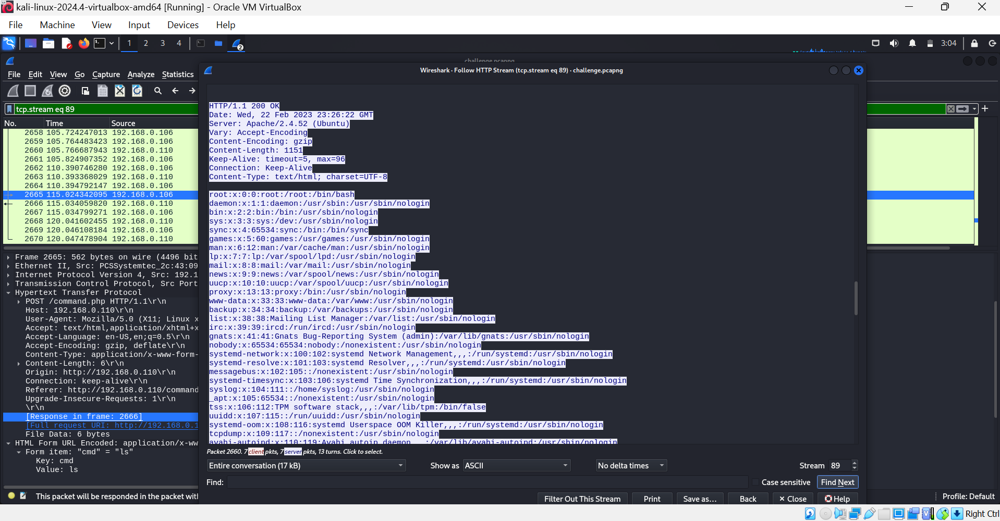 kali-linux-2024.4-virtualbox-amd64 [Running] - Oracle VM VirtualBox
File Machine View Input Devices Help
1 2 3 4 2 3:04
challenge.pcapng
Wireshark · Follow HTTP Stream (tcp.stream eq 89) · challenge.pcapng
File Edit View Go Capture Analyze Statistics
tcp.stream eq 89
No. Time Source
2658 105.724247013 192.168.0.106
2659 105.764483423 192.168.0.106
2660 105.766687943 192.168.0.110
2661 105.824907352 192.168.0.106
2662 110.390746280 192.168.0.106
2663 110.393368029 192.168.0.110
2664 110.394792147 192.168.0.106
2665 115.024342095 192.168.0.106
2666 115.034059820 192.168.0.110
2667 115.034799271 192.168.0.106
2668 120.041602455 192.168.0.110
2669 120.046108184 192.168.0.106
2670 120.047478904 192.168.0.110
Frame 2665: 562 bytes on wire (4496 bit
Ethernet II, Src: PCSSystemtec_2c:43:09
Internet Protocol Version 4, Src: 192.1
Transmission Control Protocol, Src Port
Hypertext Transfer Protocol
POST /command.php HTTP/1.1\r\n
Host: 192.168.0.110\r\n
User-Agent: Mozilla/5.0 (X11; Linux x
Accept: text/html,application/xhtml+x
Accept-Language: en-US,en;q=0.5\r\n
Accept-Encoding: gzip, deflate\r\n
Content-Type: application/x-www-form-
Content-Length: 6\r\n
Origin: http://192.168.0.110\r\n
Connection: keep-alive\r\n
Referer: http://192.168.0.110/command
Upgrade-Insecure-Requests: 1\r\n
\r\n
[Response in frame: 2666]
[Full request URI: http://192.168.0.1
File Data: 6 bytes
HTML Form URL Encoded: application/x-ww
Form item: "cmd" = "ls"
Key: cmd
Value: ls
HTTP/1.1 200 OK
Date: Wed, 22 Feb 2023 23:26:22 GMT
Server: Apache/2.4.52 (Ubuntu)
Vary: Accept-Encoding
Content-Encoding: gzip
Content-Length: 1151
Keep-Alive: timeout=5, max=96
Connection: Keep-Alive
Content-Type: text/html; charset=UTF-8
root:x:0:0:root:/root:/bin/bash
daemon:x:1:1:daemon:/usr/sbin:/usr/sbin/nologin
bin:x:2:2:bin:/bin:/usr/sbin/nologin
sys:x:3:3:sys:/dev:/usr/sbin/nologin
sync:x:4:65534:sync:/bin:/bin/sync
games:x:5:60:games:/usr/games:/usr/sbin/nologin
man:x:6:12:man:/var/cache/man:/usr/sbin/nologin
lp:x:7:7:lp:/var/spool/lpd:/usr/sbin/nologin
mail:x:8:8:mail:/var/mail:/usr/sbin/nologin
news:x:9:9:news:/var/spool/news:/usr/sbin/nologin
uucp:x:10:10:uucp:/var/spool/uucp:/usr/sbin/nologin
proxy:x:13:13:proxy:/bin:/usr/sbin/nologin
www-data:x:33:33:www-data:/var/www:/usr/sbin/nologin
backup:x:34:34:backup:/var/backups:/usr/sbin/nologin
list:x:38:38:Mailing List Manager:/var/list:/usr/sbin/nologin
irc:x:39:39:ircd:/run/ircd:/usr/sbin/nologin
gnats:x:41:41:Gnats Bug-Reporting System (admin):/var/lib/gnats:/usr/sbin/nologin
nobody:x:65534:65534:nobody:/nonexistent:/usr/sbin/nologin
systemd-network:x:100:102:systemd Network Management,,,:/run/systemd:/usr/sbin/nologin
systemd-resolve:x:101:103:systemd Resolver,,,:/run/systemd:/usr/sbin/nologin
messagebus:x:102:105::/nonexistent:/usr/sbin/nologin
systemd-timesync:x:103:106:systemd Time Synchronization,,,:/run/systemd:/usr/sbin/nologin
syslog:x:104:111::/home/syslog:/usr/sbin/nologin
_apt:x:105:65534::/nonexistent:/usr/sbin/nologin
tss:x:106:112:TPM software stack,,,:/var/lib/tpm:/bin/false
uuidd:x:107:115::/run/uuidd:/usr/sbin/nologin
systemd-oom:x:108:116:systemd Userspace OOM Killer,,,:/run/systemd:/usr/sbin/nologin
tcpdump:x:109:117::/nonexistent:/usr/sbin/nologin
avahi-autoipd:x:110:119:Avahi autoip daemon,,,:/var/lib/avahi-autoipd:/usr/sbin/nologin
Packet 2660. 7 client pkts, 7 server pkts, 13 turns. Click to select.
Entire conversation (17 kB) Show as ASCII No delta times Stream 89
Find: Case sensitive Find Next
Filter Out This Stream Print Save as... Back × Close Help
This packet will be responded in the packet witl Profile: Default
Right Ctrl